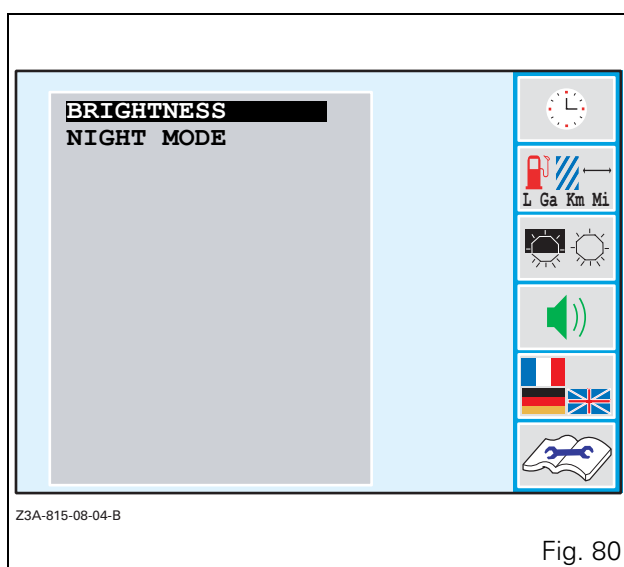 BRIGHTNESS
NIGHT MODE
L Ga Km Mi
Z3A-815-08-04-B
Fig. 80